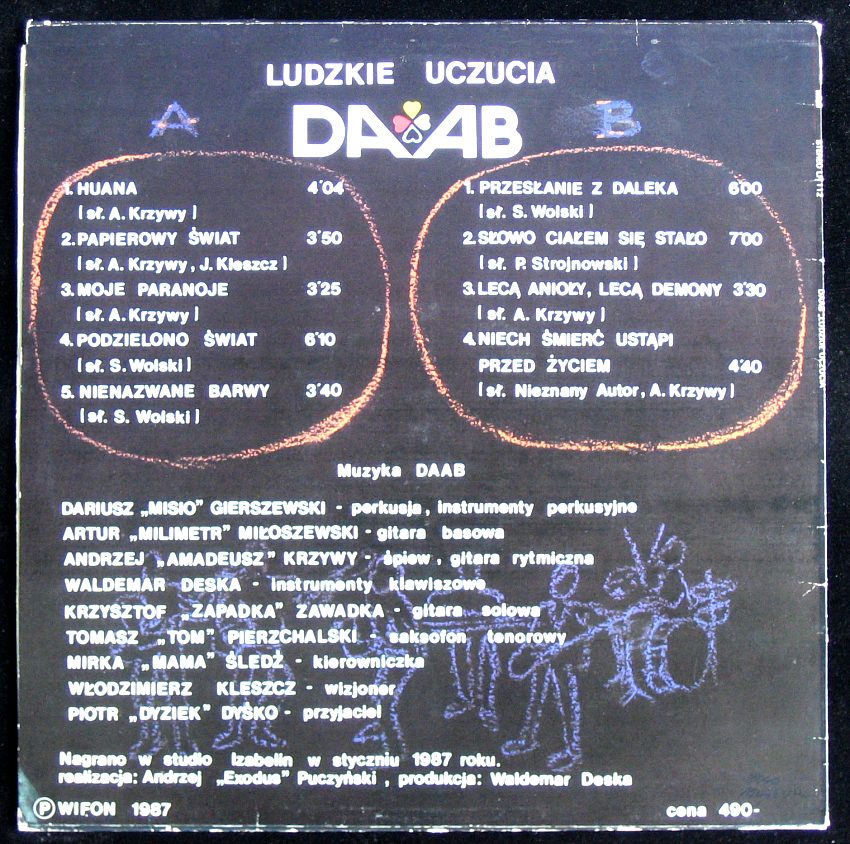 LUDZKIE UCZUCIA
DAAB
A
1. HUANA 4'04
(sł. A. Krzywy)
2. PAPIEROWY ŚWIAT 3'50
(sł. A. Krzywy, J. Kleszcz)
3. MOJE PARANOJE 3'25
(sł. A. Krzywy)
4. PODZIELONO ŚWIAT 6'10
(sł. S. Wolski)
5. NIENAZWANE BARWY 3'40
(sł. S. Wolski)
B
1. PRZESŁANIE Z DALEKA 6'00
(sł. S. Wolski)
2. SŁOWO CIAŁEM SIĘ STAŁO 7'00
(sł. P. Strojnowski)
3. LECĄ ANIOŁY, LECĄ DEMONY 3'30
(sł. A. Krzywy)
4. NIECH ŚMIERĆ USTĄPI
PRZED ŻYCIEM 4'40
(sł. Nieznany Autor, A. Krzywy)
Muzyka DAAB
DARIUSZ „MISIO" GIERSZEWSKI - perkusja, instrumenty perkusyjne
ARTUR „MILIMETR" MIŁOSZEWSKI - gitara basowa
ANDRZEJ „AMADEUSZ" KRZYWY - śpiew, gitara rytmiczna
WALDEMAR DESKA - instrumenty klawiszowe
KRZYSZTOF „ZAPADKA" ZAWADKA - gitara solowa
TOMASZ „TOM" PIERZCHALSKI - saksofon tenorowy
MIRKA „MAMA" ŚLEDŹ - kierowniczka
WŁODZIMIERZ KLESZCZ - wizjoner
PIOTR „DYZIEK" DYŚKO - przyjaciel
Nagrano w studio Izabelin w styczniu 1987 roku.
realizacja: Andrzej „Exodus" Puczyński, produkcja: Waldemar Deska
Ⓟ WIFON 1987
cena 490-